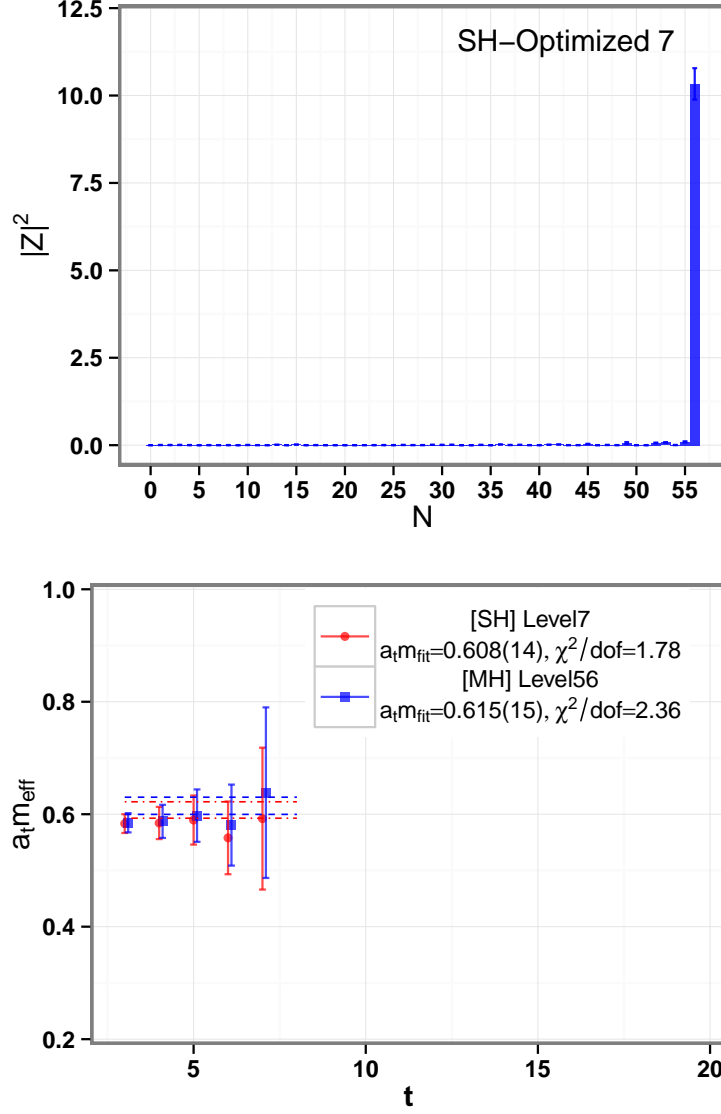 12.5
SH−Optimized 7
10.0
7.5
|Z|²
5.0
2.5
0.0
0 5 10 15 20 25 30 35 40 45 50 55
N
1.0
[SH] Level7
aₜm_fit=0.608(14), χ²/dof=1.78
[MH] Level56
aₜm_fit=0.615(15), χ²/dof=2.36
0.8
aₜm_eff
0.6
0.4
0.2
5 10 15 20
t